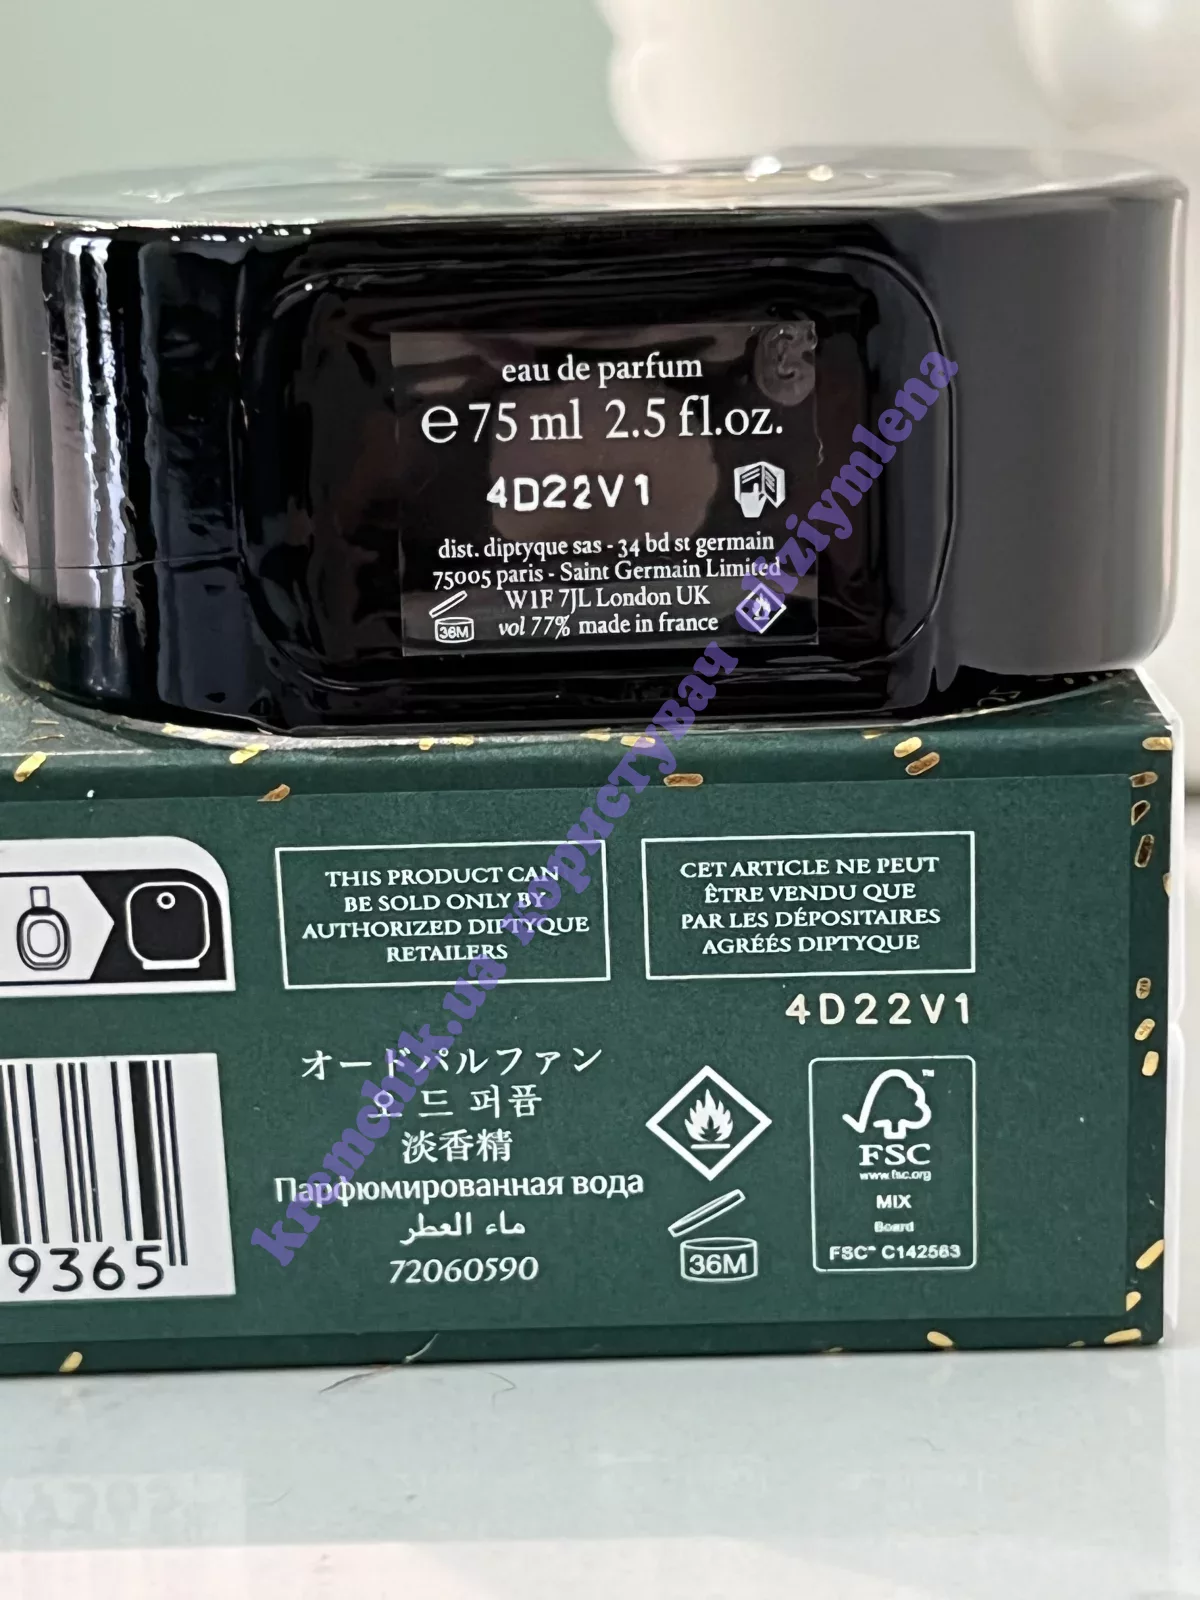 eau de parfum
e 75 ml 2.5 fl.oz.
4D22V1
dist. diptyque sas - 34 bd st germain
75005 paris - Saint Germain Limited
W1F 7JL London UK
36M vol 77% made in france
THIS PRODUCT CAN
BE SOLD ONLY BY
AUTHORIZED DIPTYQUE
RETAILERS
CET ARTICLE NE PEUT
ÊTRE VENDU QUE
PAR LES DÉPOSITAIRES
AGRÉÉS DIPTYQUE
4D22V1
オードパルファン
오 드 퍼퓸
淡香精
Парфюмированная вода
ماء العطر
72060590
9365
36M
FSC
www.fsc.org
MIX
Board
FSC™ C142563
kremchik.ua користувач eliziymlena